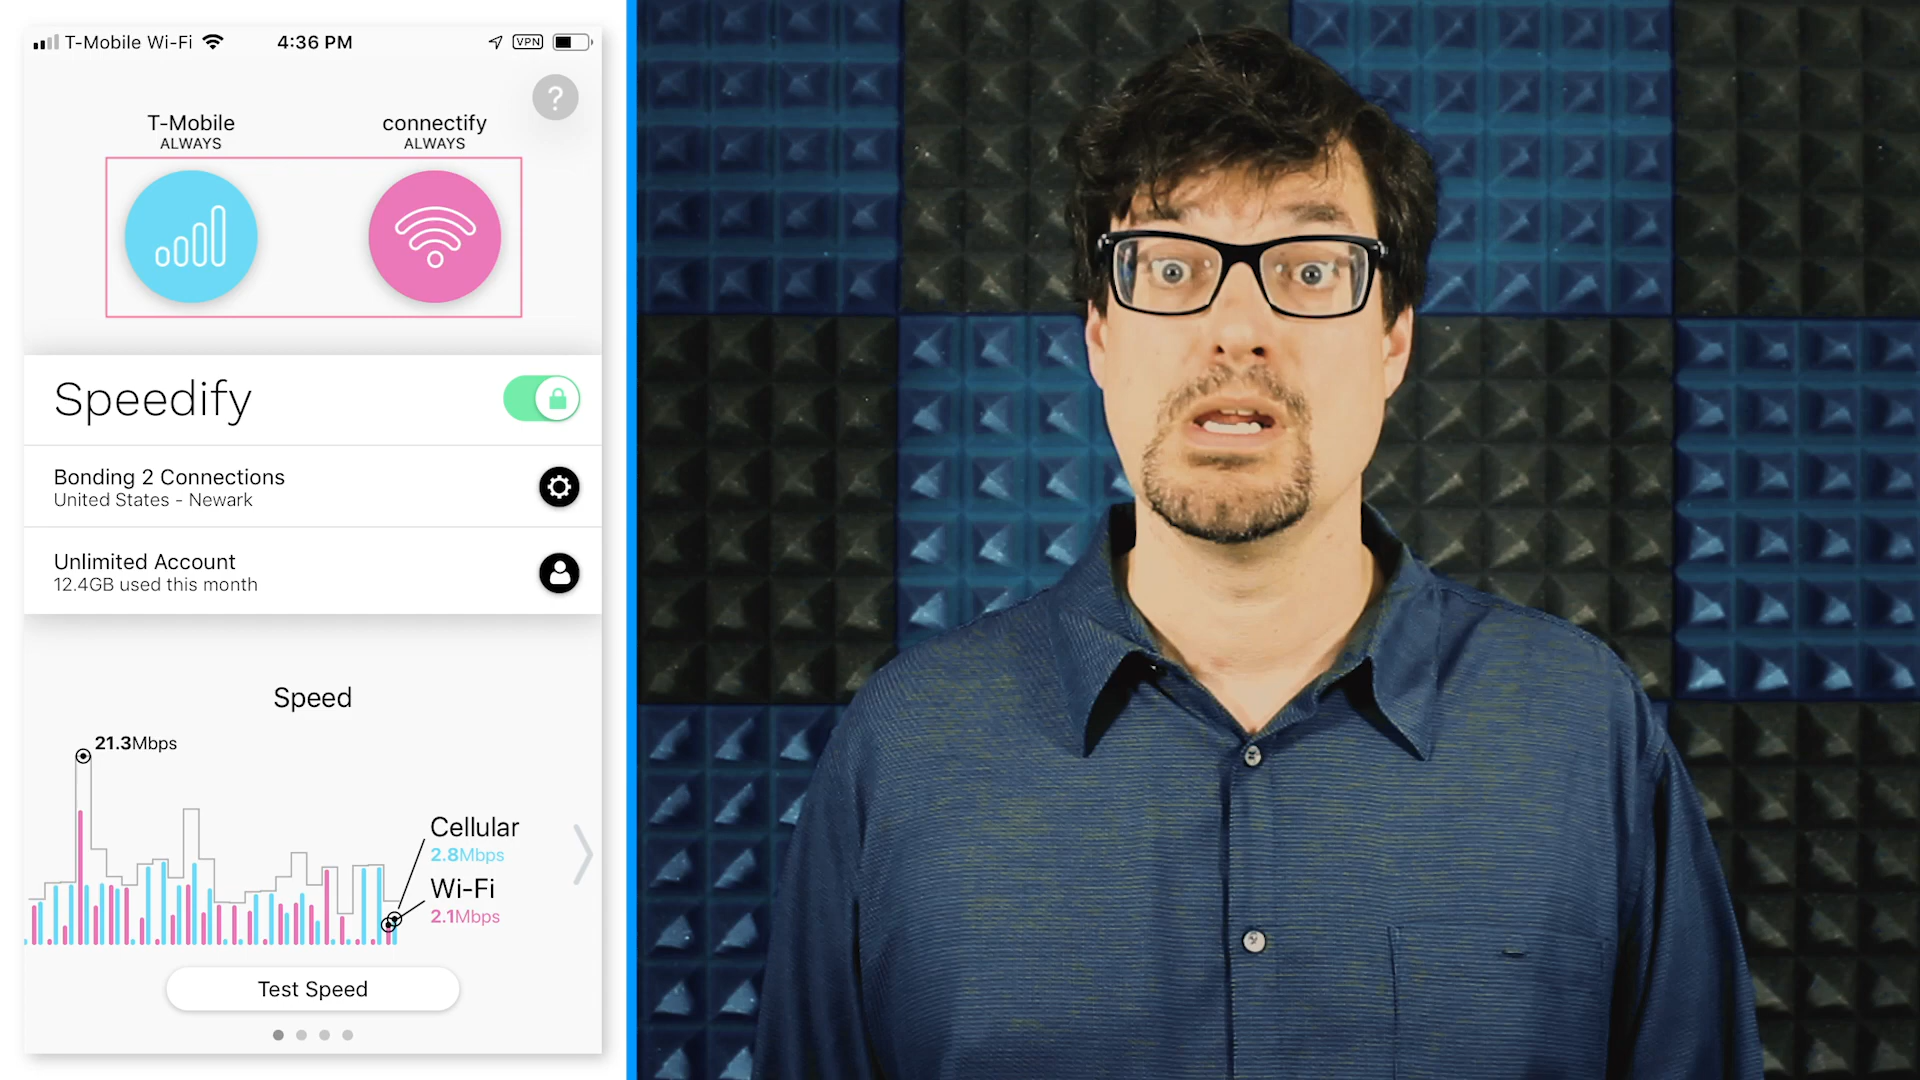 T-Mobile Wi-Fi 4:36 PM VPN
?
T-Mobile connectify
ALWAYS ALWAYS
Speedify
Bonding 2 Connections
United States - Newark
Unlimited Account
12.4GB used this month
Speed
21.3Mbps
Cellular
2.8Mbps
Wi-Fi
2.1Mbps
Test Speed